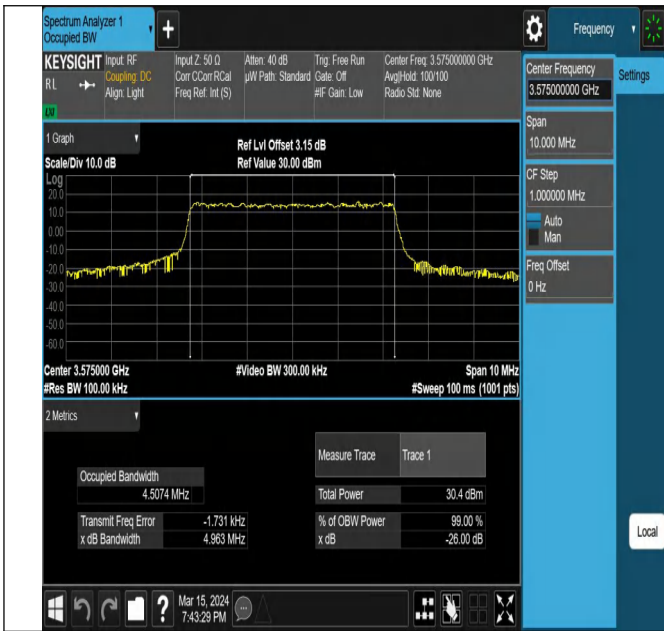 Spectrum Analyzer 1
Occupied BW
Frequency
KEYSIGHT
RL
LXI
Input: RF
Coupling: DC
Align: Light
Input Z: 50 Ω
Corr CCorr RCal
Freq Ref: Int (S)
Atten: 40 dB
µW Path: Standard
Trig: Free Run
Gate: Off
#IF Gain: Low
Center Freq: 3.575000000 GHz
Avg|Hold: 100/100
Radio Std: None
Center Frequency
3.575000000 GHz
Settings
Span
10.000 MHz
CF Step
1.000000 MHz
Auto
Man
Freq Offset
0 Hz
1 Graph
Scale/Div 10.0 dB
Ref Lvl Offset 3.15 dB
Ref Value 30.00 dBm
Log
20.0
10.0
0.00
-10.0
-20.0
-30.0
-40.0
-50.0
-60.0
Center 3.575000 GHz
#Video BW 300.00 kHz
Span 10 MHz
#Res BW 100.00 kHz
#Sweep 100 ms (1001 pts)
2 Metrics
Measure Trace Trace 1
Occupied Bandwidth
4.5074 MHz
Total Power 30.4 dBm
Transmit Freq Error -1.731 kHz
% of OBW Power 99.00 %
x dB Bandwidth 4.963 MHz
x dB -26.00 dB
Local
?
Mar 15, 2024
7:43:29 PM